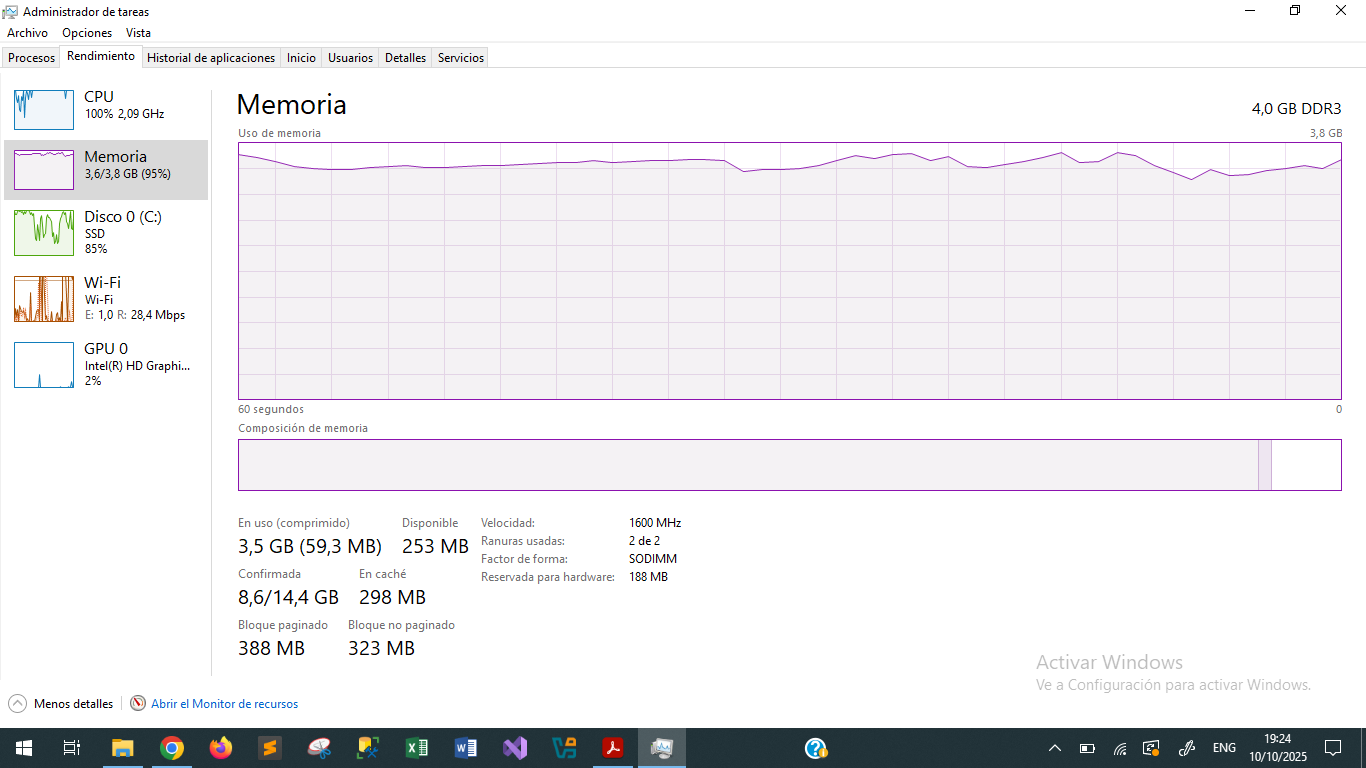 Administrador de tareas
Archivo Opciones Vista
Procesos Rendimiento Historial de aplicaciones Inicio Usuarios Detalles Servicios
CPU
100% 2,09 GHz
Memoria
3,6/3,8 GB (95%)
Disco 0 (C:)
SSD
85%
Wi-Fi
Wi-Fi
E: 1,0 R: 28,4 Mbps
GPU 0
Intel(R) HD Graphi...
2%
Memoria
4,0 GB DDR3
Uso de memoria
3,8 GB
60 segundos
0
Composición de memoria
En uso (comprimido)
3,5 GB (59,3 MB)
Disponible
253 MB
Confirmada
8,6/14,4 GB
En caché
298 MB
Bloque paginado
388 MB
Bloque no paginado
323 MB
Velocidad: 1600 MHz
Ranuras usadas: 2 de 2
Factor de forma: SODIMM
Reservada para hardware: 188 MB
Activar Windows
Ve a Configuración para activar Windows.
Menos detalles
Abrir el Monitor de recursos
ENG
19:24
10/10/2025